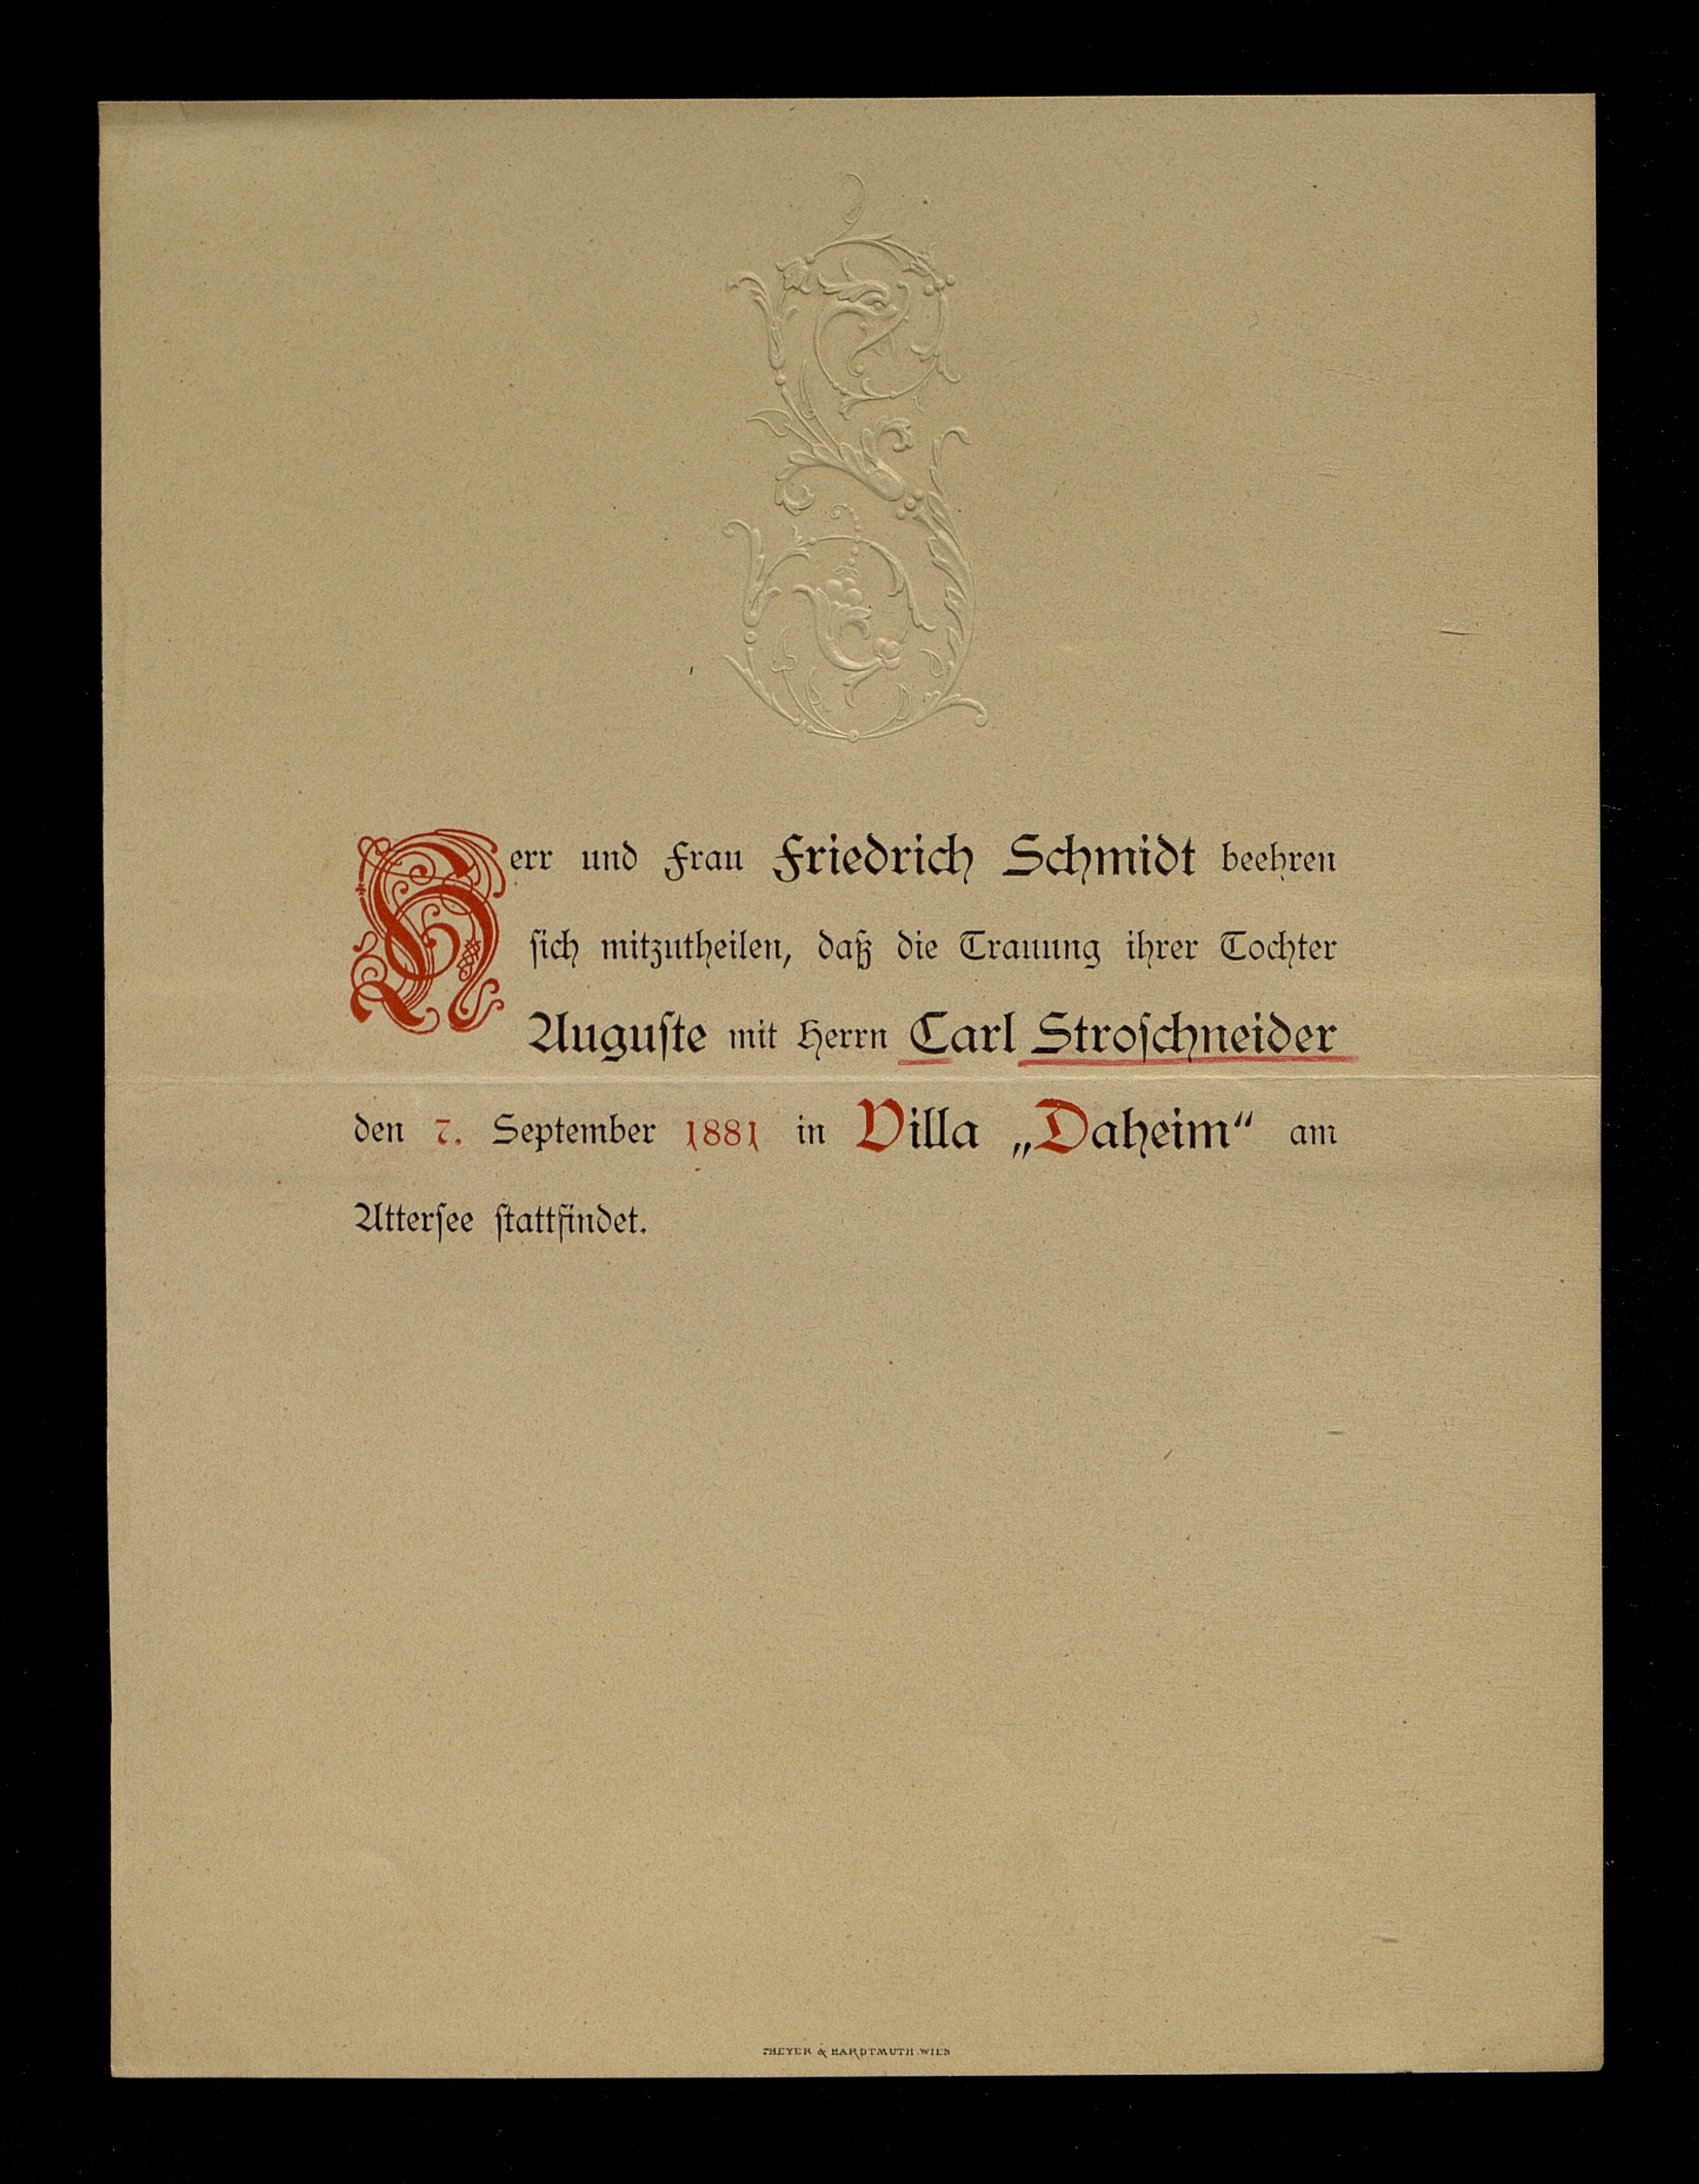 Herr und Frau Friedrich Schmidt beehren
sich mitzutheilen, daß die Trauung ihrer Tochter
Auguste mit Herrn Carl Stroschneider
den 7. September 1881 in Villa „Daheim“ am
Attersee stattfindet.
THEYER & HARDTMUTH. WIEN